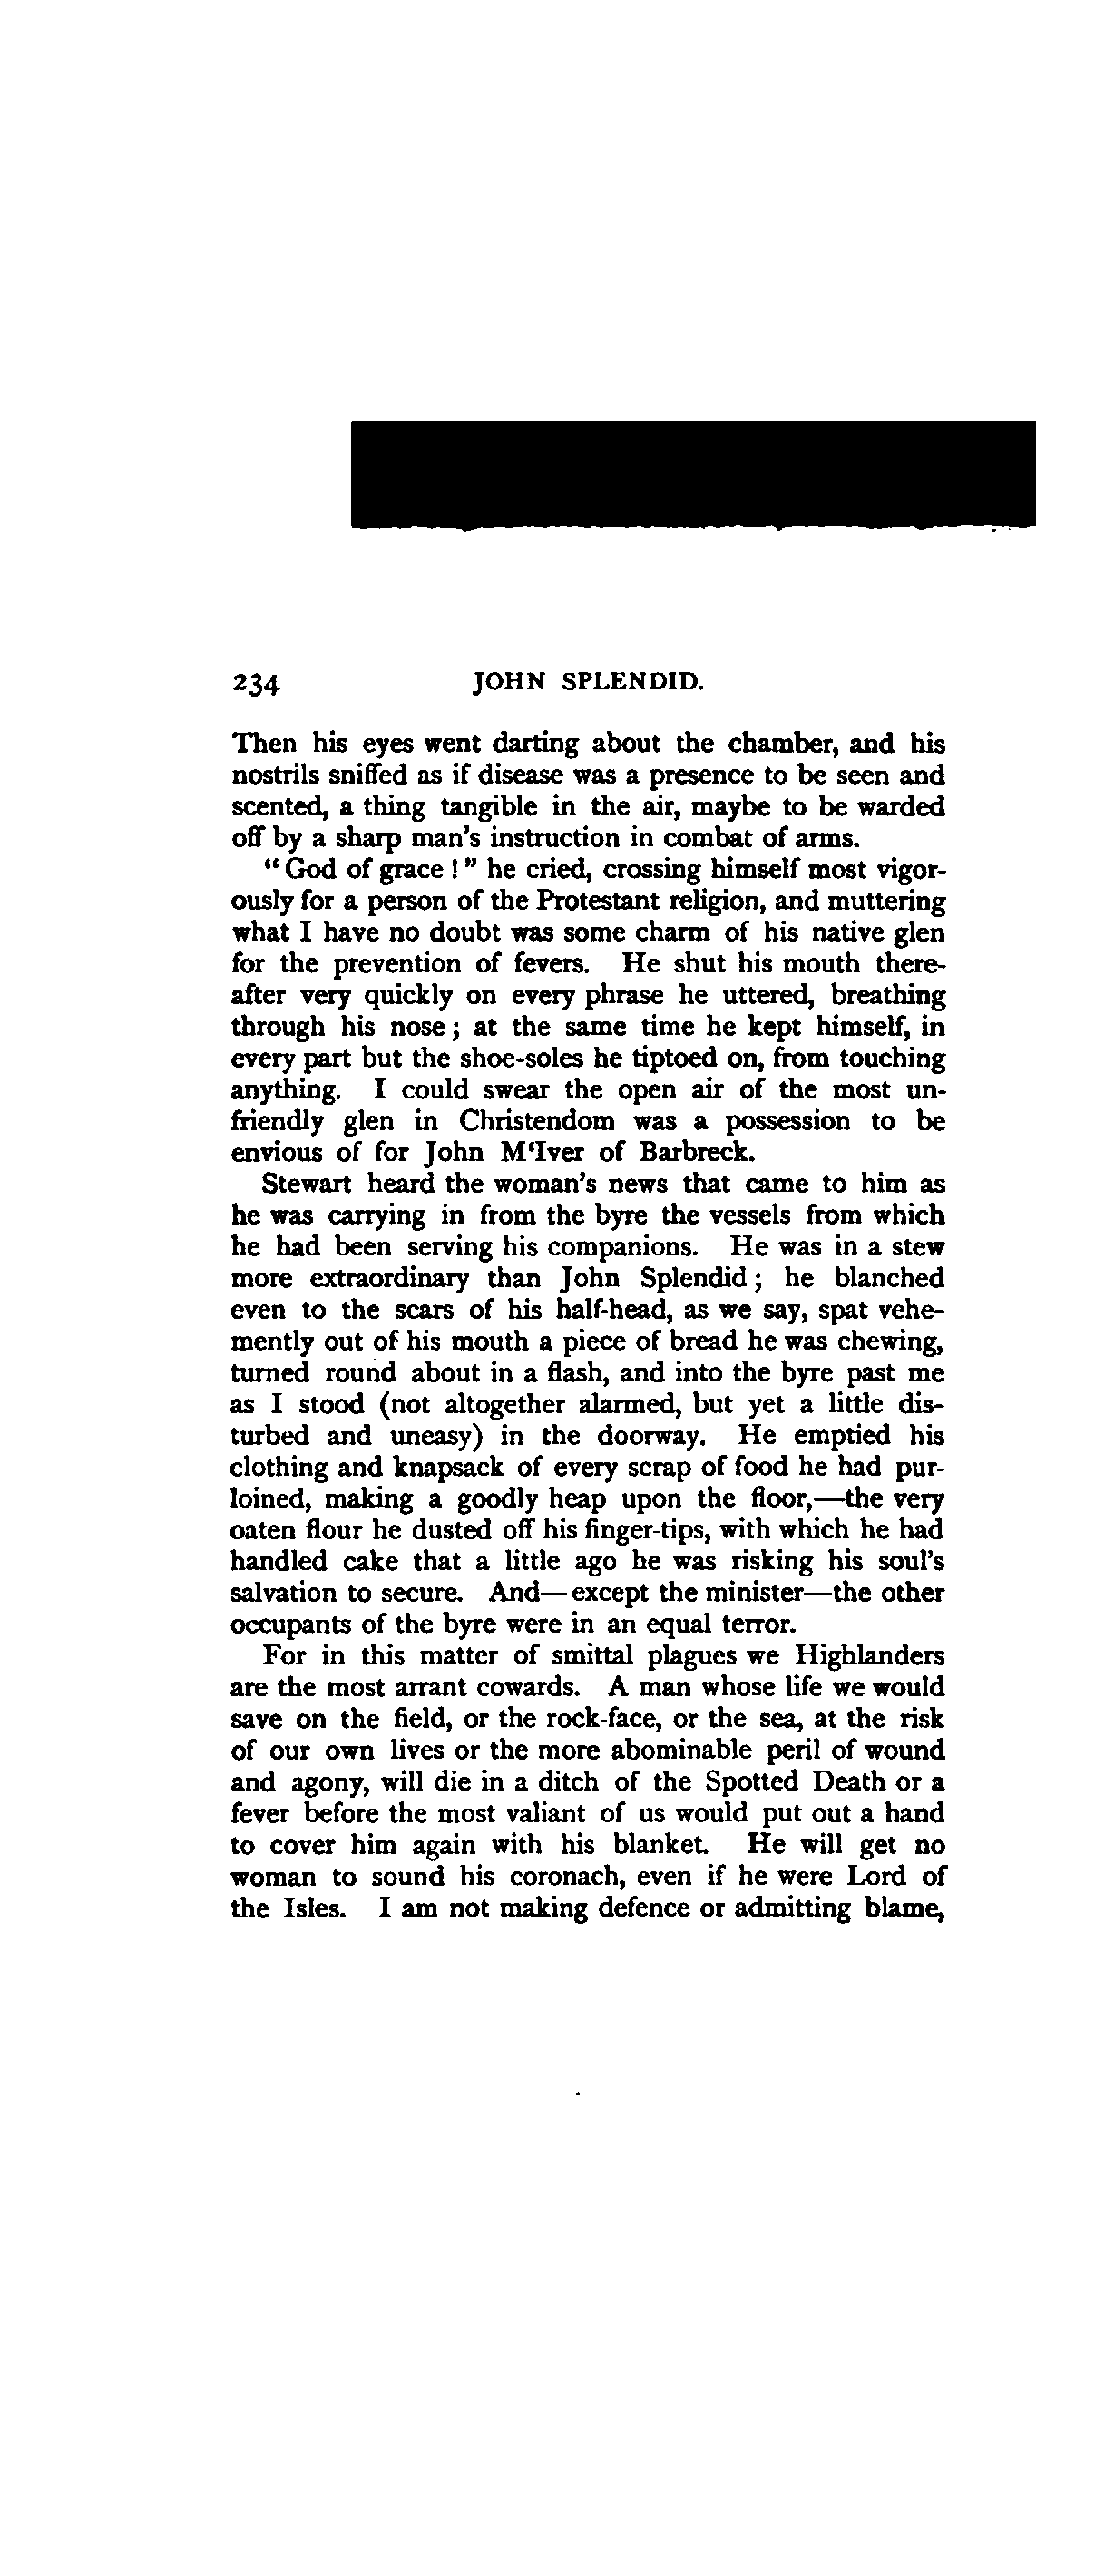 234 JOHN SPLENDID.
Then his eyes went darting about the chamber, and his
nostrils sniffed as if disease was a presence to be seen and
scented, a thing tangible in the air, maybe to be warded
off by a sharp man's instruction in combat of arms.
“ God of grace ! ” he cried, crossing himself most vigor-
ously for a person of the Protestant religion, and muttering
what I have no doubt was some charm of his native glen
for the prevention of fevers. He shut his mouth there-
after very quickly on every phrase he uttered, breathing
through his nose ; at the same time he kept himself, in
every part but the shoe-soles he tiptoed on, from touching
anything. I could swear the open air of the most un-
friendly glen in Christendom was a possession to be
envious of for John M‘Iver of Barbreck.
Stewart heard the woman's news that came to him as
he was carrying in from the byre the vessels from which
he had been serving his companions. He was in a stew
more extraordinary than John Splendid ; he blanched
even to the scars of his half-head, as we say, spat vehe-
mently out of his mouth a piece of bread he was chewing,
turned round about in a flash, and into the byre past me
as I stood (not altogether alarmed, but yet a little dis-
turbed and uneasy) in the doorway. He emptied his
clothing and knapsack of every scrap of food he had pur-
loined, making a goodly heap upon the floor,—the very
oaten flour he dusted off his finger-tips, with which he had
handled cake that a little ago he was risking his soul's
salvation to secure. And—except the minister—the other
occupants of the byre were in an equal terror.
For in this matter of smittal plagues we Highlanders
are the most arrant cowards. A man whose life we would
save on the field, or the rock-face, or the sea, at the risk
of our own lives or the more abominable peril of wound
and agony, will die in a ditch of the Spotted Death or a
fever before the most valiant of us would put out a hand
to cover him again with his blanket. He will get no
woman to sound his coronach, even if he were Lord of
the Isles. I am not making defence or admitting blame,